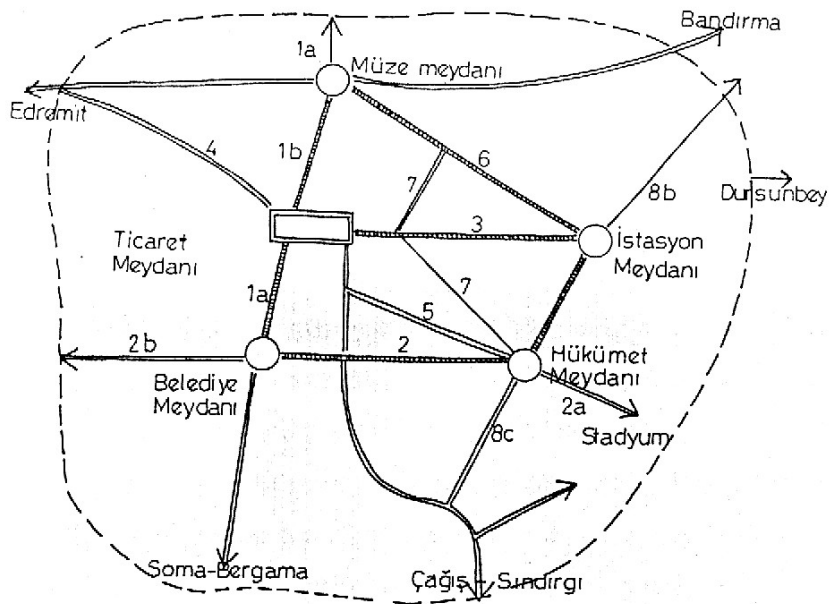 Bandırma
1a
Müze meydanı
Edremit
4
1b
6
7
8b
Dursunbey
3
İstasyon
Meydanı
Ticaret
Meydanı
1a
7
5
2b
2
Hükümet
Meydanı
Belediye
Meydanı
2a
Stadyum
8c
Soma-Bergama
Çağış - Sındırgı